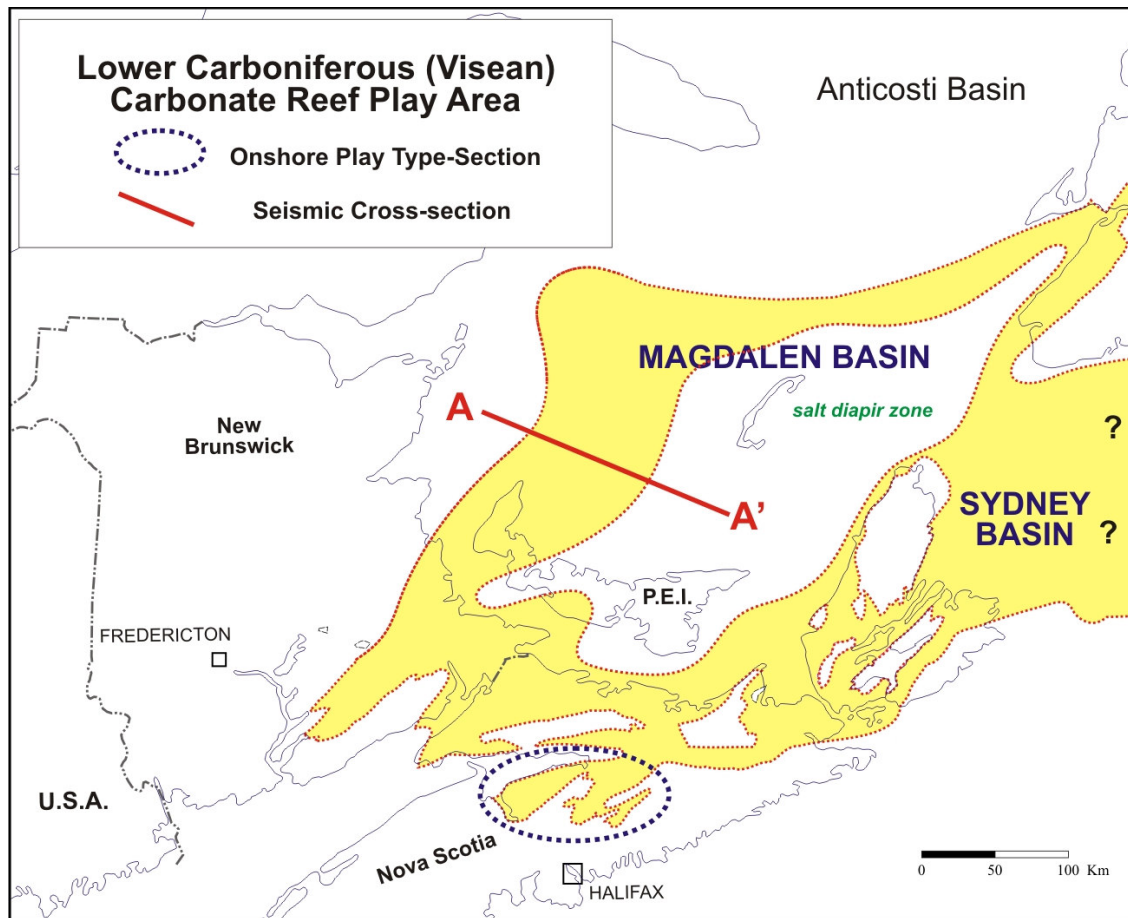 Lower Carboniferous (Visean)
Carbonate Reef Play Area
Onshore Play Type-Section
Seismic Cross-section
Anticosti Basin
MAGDALEN BASIN
salt diapir zone
A
New
Brunswick
?
SYDNEY
BASIN
?
A’
P.E.I.
FREDERICTON
U.S.A.
Nova Scotia
HALIFAX
0 50 100 Km